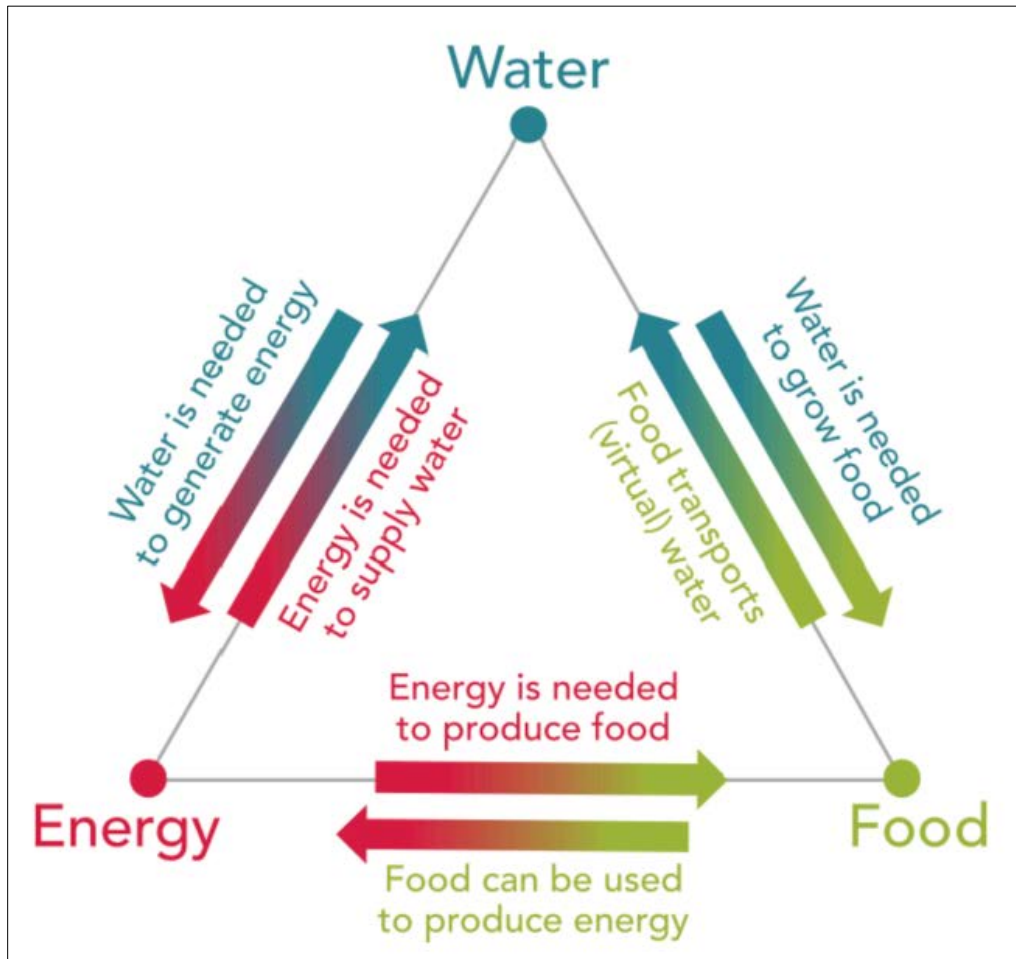 Water
Water is needed
to generate energy
Energy is needed
to supply water
Food transports
(virtual) water
Water is needed
to grow food
Energy is needed
to produce food
Energy
Food
Food can be used
to produce energy